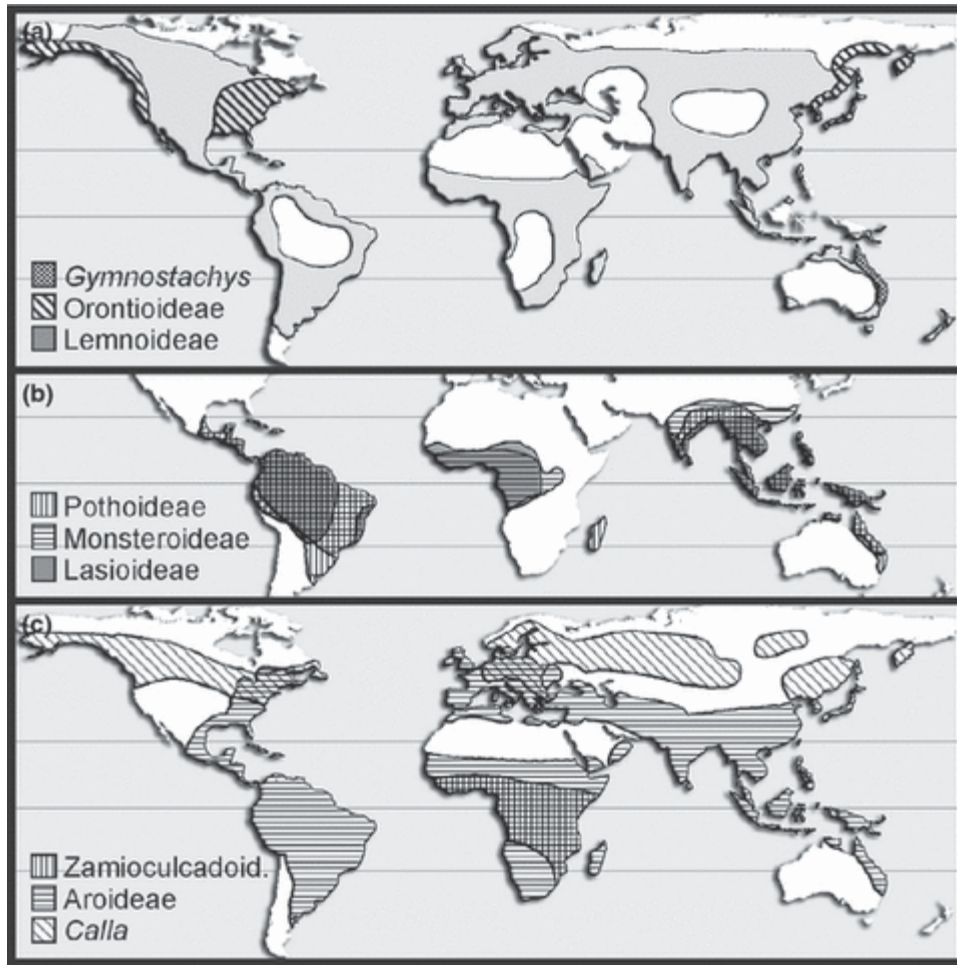 (a)
Gymnostachys
Orontioideae
Lemnoideae
(b)
Pothoideae
Monsteroideae
Lasioideae
(c)
Zamioculcadoid.
Aroideae
Calla